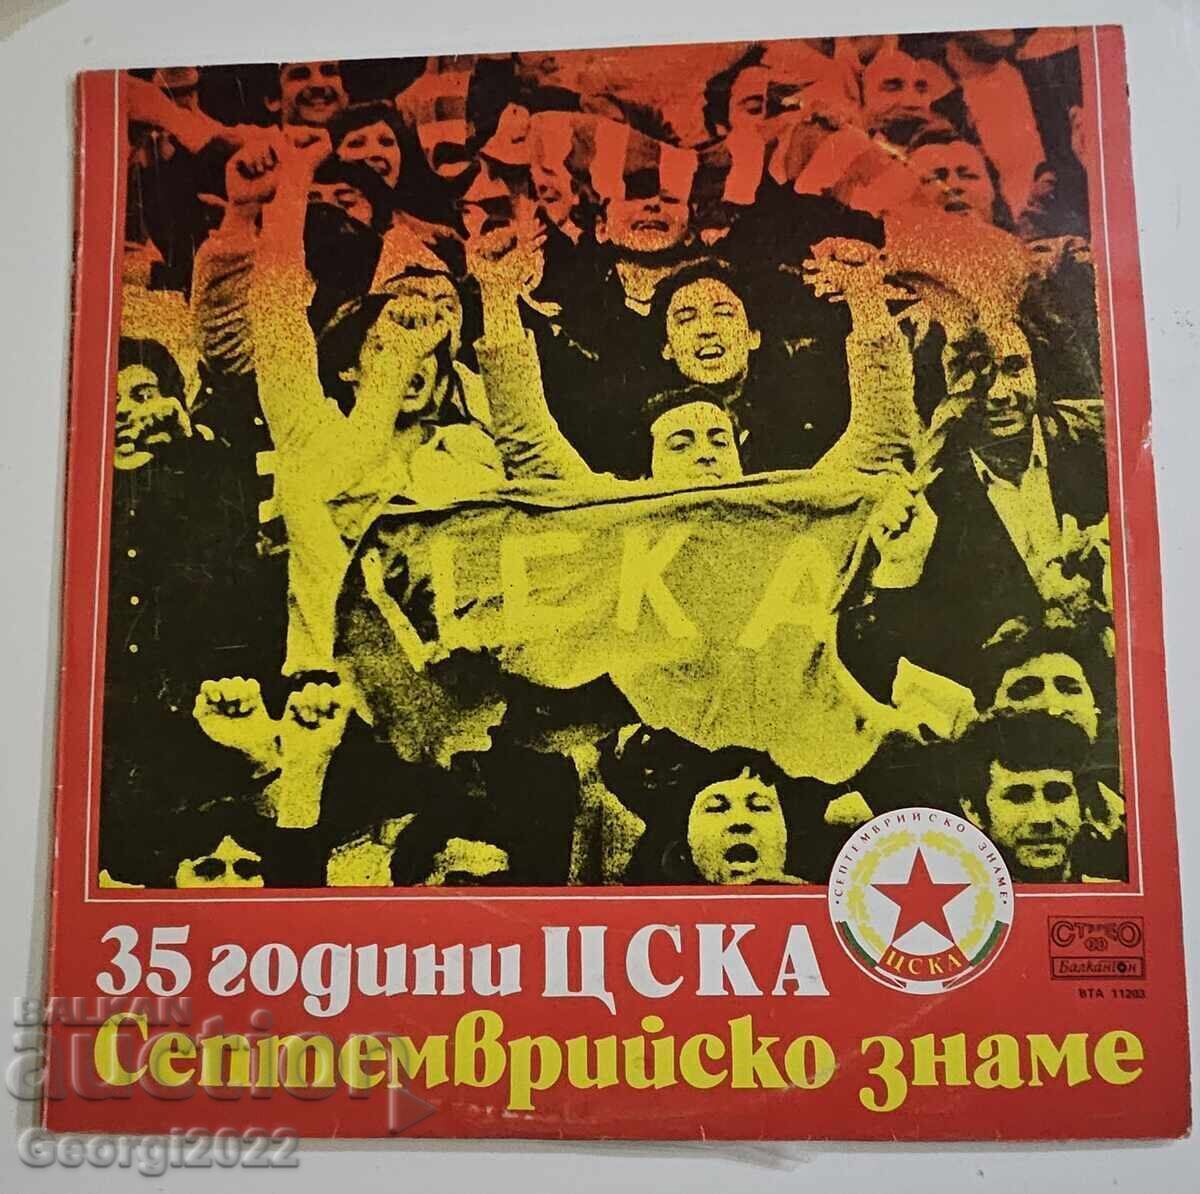 ЦСКА
• СЕПТЕМВРИЙСКО ЗНАМЕ •
ЦСКА
СТЕРЕО
Балкантон
ВТА 11203
35 години ЦСКА
Септемврийско знаме
BALKAN
auction
Georgi2022